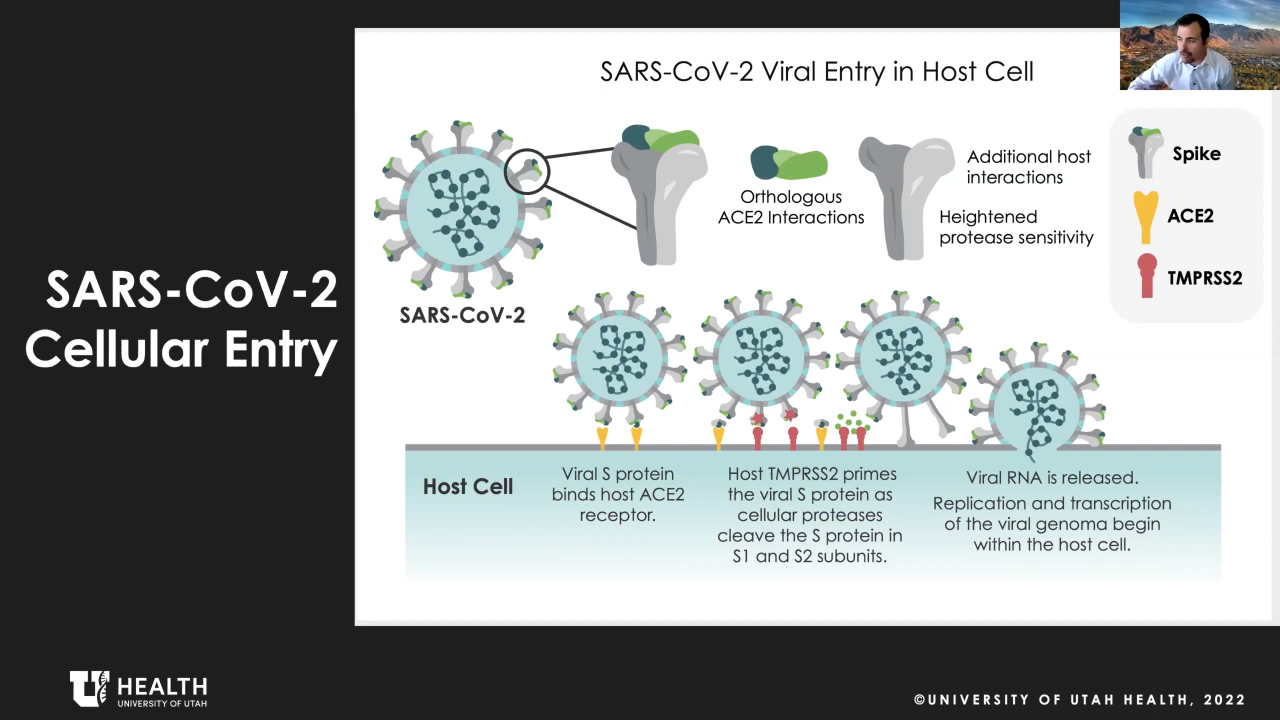 SARS-CoV-2
Cellular Entry
SARS-CoV-2 Viral Entry in Host Cell
SARS-CoV-2
Orthologous
ACE2 Interactions
Additional host
interactions
Heightened
protease sensitivity
Spike
ACE2
TMPRSS2
Host Cell
Viral S protein
binds host ACE2
receptor.
Host TMPRSS2 primes
the viral S protein as
cellular proteases
cleave the S protein in
S1 and S2 subunits.
Viral RNA is released.
Replication and transcription
of the viral genoma begin
within the host cell.
U HEALTH
UNIVERSITY OF UTAH
©UNIVERSITY OF UTAH HEALTH, 2022